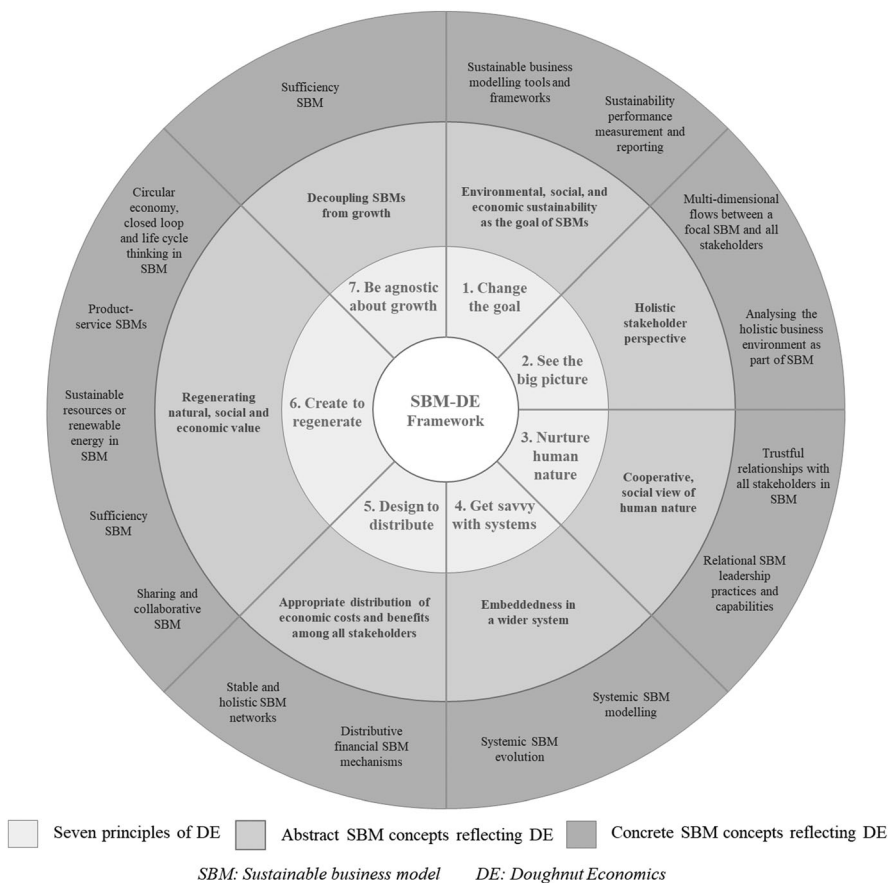 Sufficiency
SBM
Sustainable business
modelling tools and
frameworks
Sustainability
performance
measurement and
reporting
Circular
economy,
closed loop
and life cycle
thinking in
SBM
Decoupling SBMs
from growth
Environmental, social, and
economic sustainability
as the goal of SBMs
Multi-dimensional
flows between a
focal SBM and all
stakeholders
7. Be agnostic
about growth
1. Change
the goal
Product-
service SBMs
Holistic
stakeholder
perspective
Analysing the
holistic business
environment as
part of SBM
2. See the
big picture
Sustainable
resources or
renewable
energy in
SBM
Regenerating
natural, social and
economic value
6. Create to
regenerate
SBM-DE
Framework
3. Nurture
human
nature
Trustful
relationships with
all stakeholders in
SBM
Cooperative,
social view of
human nature
Sufficiency
SBM
5. Design to
distribute
4. Get savvy
with systems
Relational SBM
leadership
practices and
capabilities
Sharing and
collaborative
SBM
Appropriate distribution of
economic costs and benefits
among all stakeholders
Embeddedness in
a wider system
Stable and
holistic SBM
networks
Distributive
financial SBM
mechanisms
Systemic SBM
evolution
Systemic SBM
modelling
Seven principles of DE
Abstract SBM concepts reflecting DE
Concrete SBM concepts reflecting DE
SBM: Sustainable business model
DE: Doughnut Economics